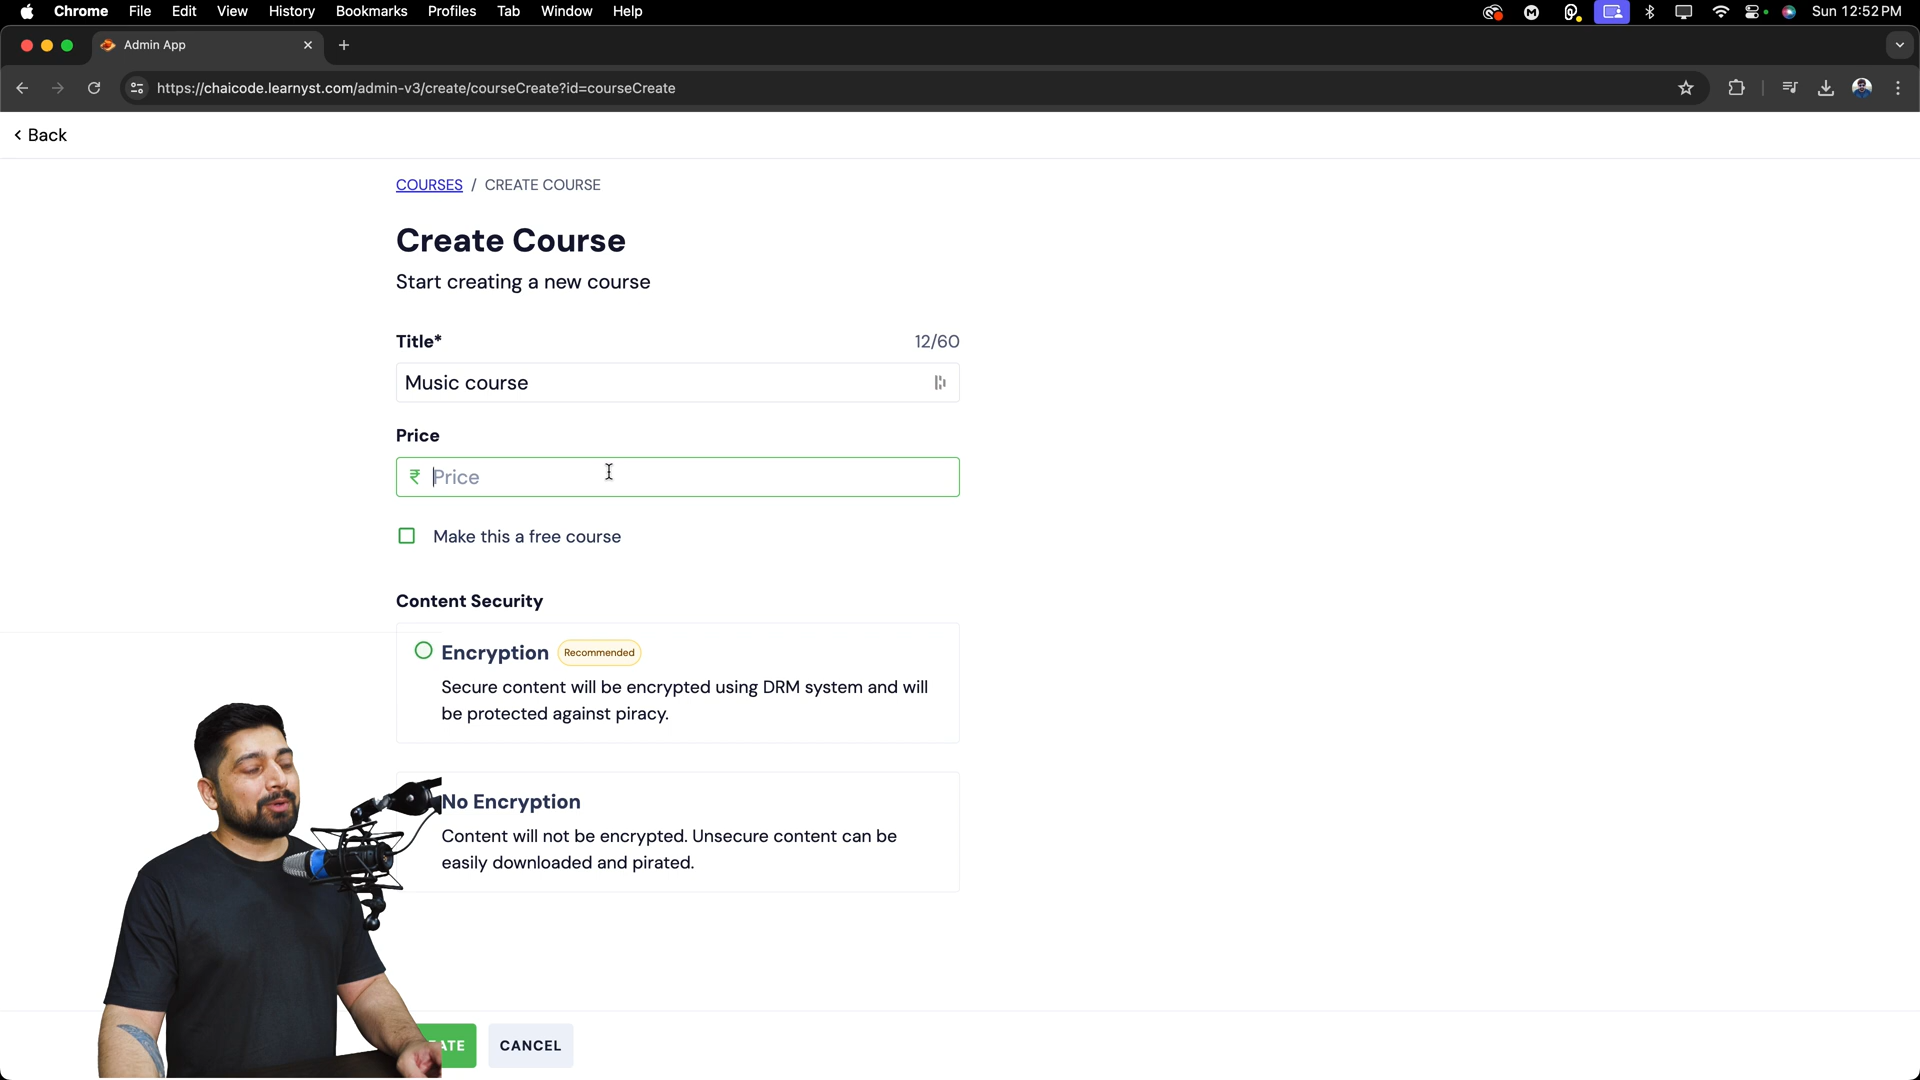 Chrome File Edit View History Bookmarks Profiles Tab Window Help Sun 12:52 PM
Admin App
https://chaicode.learnyst.com/admin-v3/create/courseCreate?id=courseCreate
Back
COURSES / CREATE COURSE
Create Course
Start creating a new course
Title* 12/60
Music course
Price
₹ Price
Make this a free course
Content Security
Encryption Recommended
Secure content will be encrypted using DRM system and will
be protected against piracy.
No Encryption
Content will not be encrypted. Unsecure content can be
easily downloaded and pirated.
CANCEL